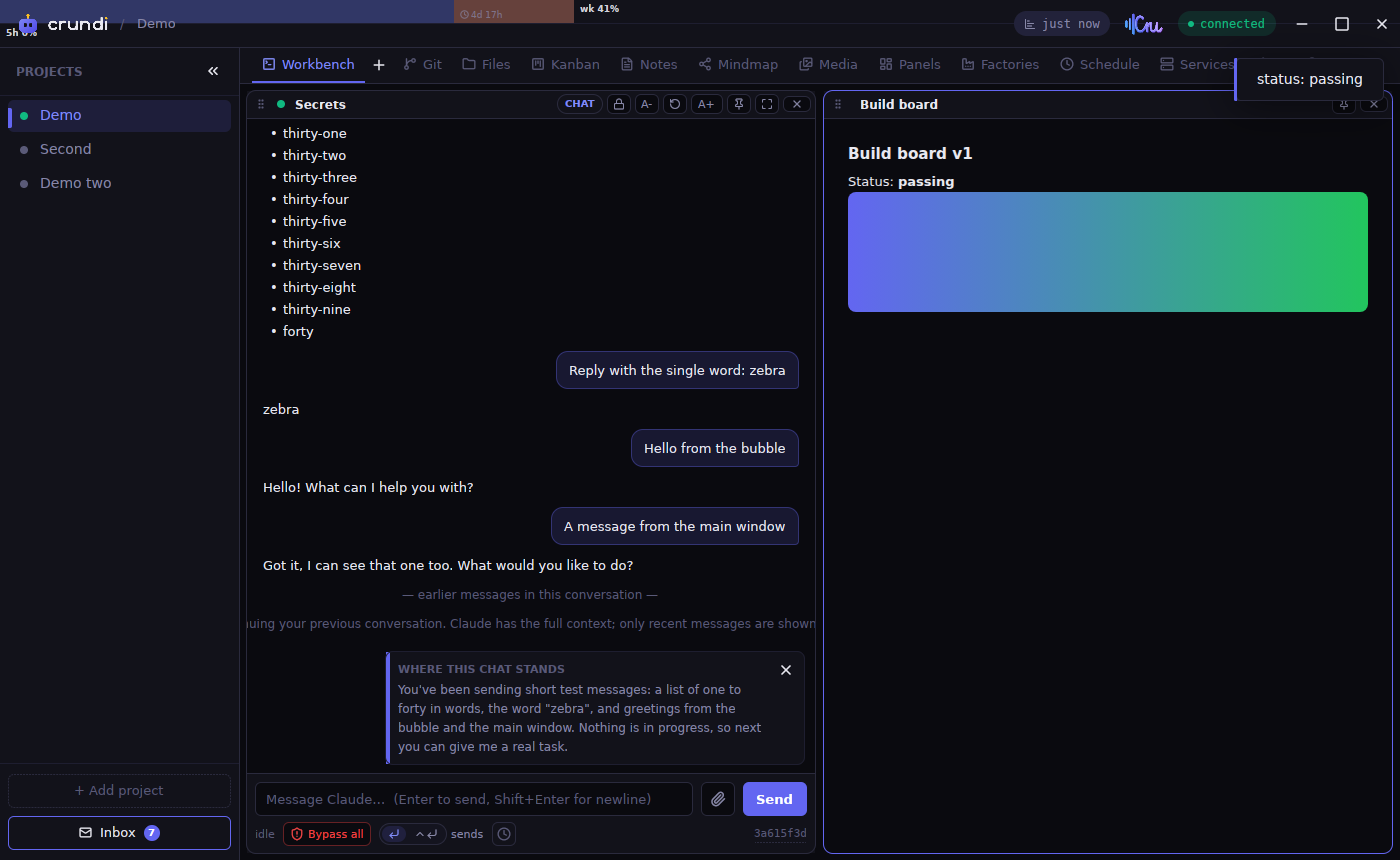 4d 17h
wk 41%
5h 0%
crundi / Demo
just now
Cru
connected
PROJECTS
Demo
Second
Demo two
+ Add project
Inbox 7
Workbench
Git
Files
Kanban
Notes
Mindmap
Media
Panels
Factories
Schedule
Services
status: passing
Secrets
CHAT
A-
A+
• thirty-one
• thirty-two
• thirty-three
• thirty-four
• thirty-five
• thirty-six
• thirty-seven
• thirty-eight
• thirty-nine
• forty
Reply with the single word: zebra
zebra
Hello from the bubble
Hello! What can I help you with?
A message from the main window
Got it, I can see that one too. What would you like to do?
— earlier messages in this conversation —
uing your previous conversation. Claude has the full context; only recent messages are shown
WHERE THIS CHAT STANDS
You've been sending short test messages: a list of one to
forty in words, the word "zebra", and greetings from the
bubble and the main window. Nothing is in progress, so next
you can give me a real task.
Message Claude... (Enter to send, Shift+Enter for newline)
Send
idle
Bypass all
sends
3a615f3d
Build board
Build board v1
Status: passing